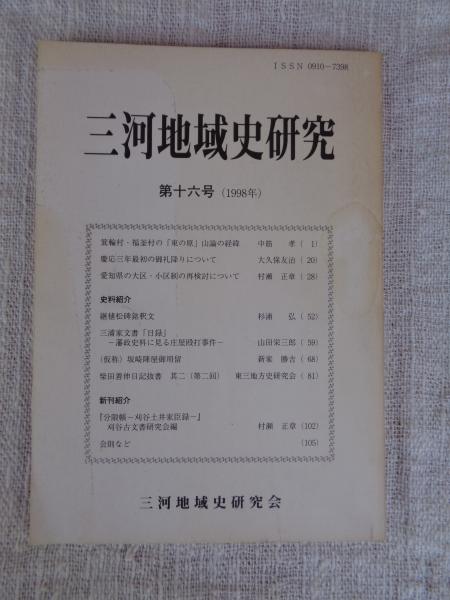 ISSN 0910-7398
三河地域史研究
第十六号(1998年)
箕輪村・福釜村の「東の原」山論の経緯 中筋 孝( 1)
慶応三年最初の御礼降りについて 大久保友治( 20)
愛知県の大区・小区制の再検討について 村瀬 正章( 28)
史料紹介
継植松碑銘釈文 杉浦 弘( 52)
三浦家文書「日録」
-藩政史料に見る庄屋殴打事件- 山田栄三郎( 59)
(仮称)坂崎陣屋御用留 新家 勝吉( 68)
柴田善伸日記抜書 其二(第二回) 東三地方史研究会( 81)
新刊紹介
『分限帳-刈谷土井家臣録-』
刈谷古文書研究会編 村瀬 正章(102)
会則など (105)
三河地域史研究会